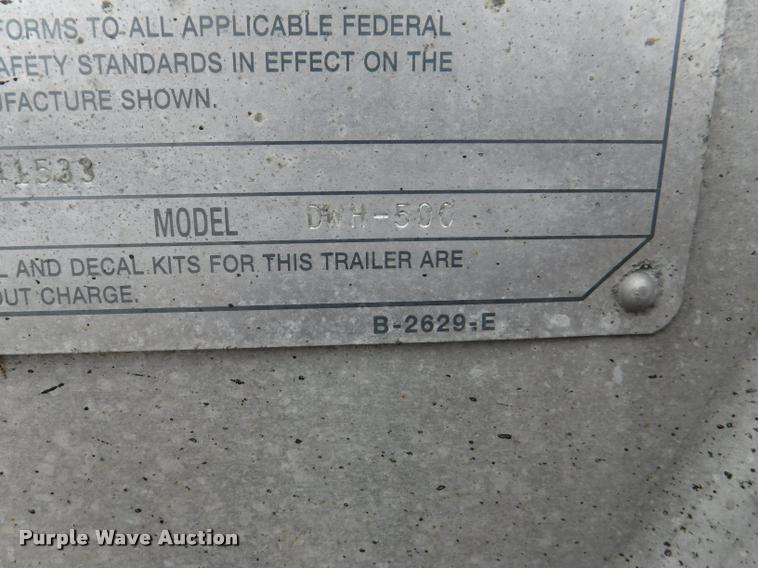 FORMS TO ALL APPLICABLE FEDERAL
AFETY STANDARDS IN EFFECT ON THE
UFACTURE SHOWN.
41533
MODEL DWH-500
L AND DECAL KITS FOR THIS TRAILER ARE
OUT CHARGE.
B-2629-E
Purple Wave Auction